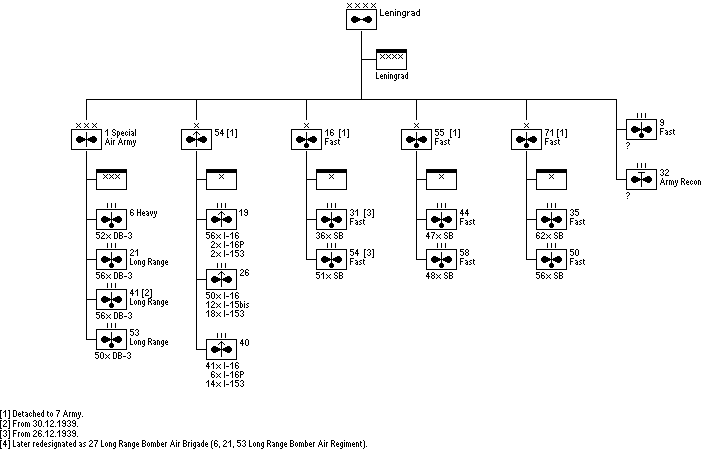 ××××
Leningrad
××××
Leningrad
×××
1 Special
Air Army
×××
III
6 Heavy
52× DB-3
III
21
Long Range
56× DB-3
III
41 [2]
Long Range
56× DB-3
III
53
Long Range
50× DB-3
×
54 [1]
×
III
19
56× I-16
2× I-16P
2× I-153
III
26
50× I-16
12× I-15bis
18× I-153
III
40
41× I-16
6× I-16P
14× I-153
×
16 [1]
Fast
×
III
31 [3]
Fast
36× SB
III
54 [3]
Fast
51× SB
×
55 [1]
Fast
×
III
44
Fast
47× SB
III
58
Fast
48× SB
×
71 [1]
Fast
×
III
35
Fast
62× SB
III
50
Fast
56× SB
III
9
Fast
?
III
32
Army Recon
?
[1] Detached to 7 Army.
[2] From 30.12.1939.
[3] From 26.12.1939.
[4] Later redesignated as 27 Long Range Bomber Air Brigade (6, 21, 53 Long Range Bomber Air Regiment).